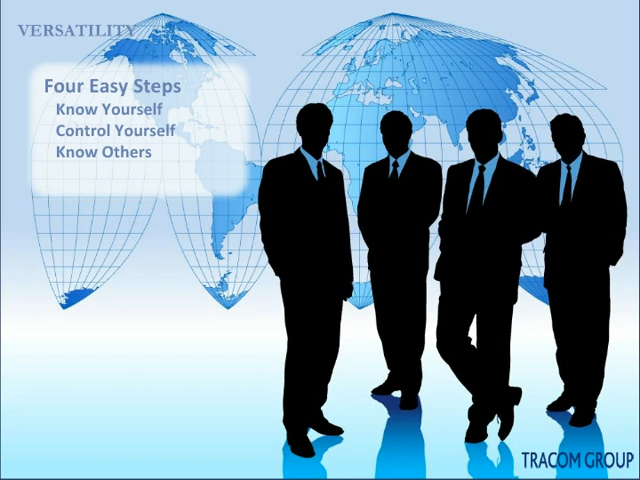 VERSATILITY
Four Easy Steps
Know Yourself
Control Yourself
Know Others
TRACOM GROUP